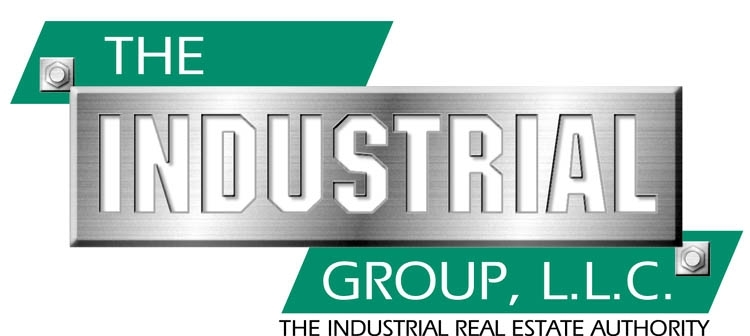 THE
INDUSTRIAL
GROUP, L.L.C.
THE INDUSTRIAL REAL ESTATE AUTHORITY